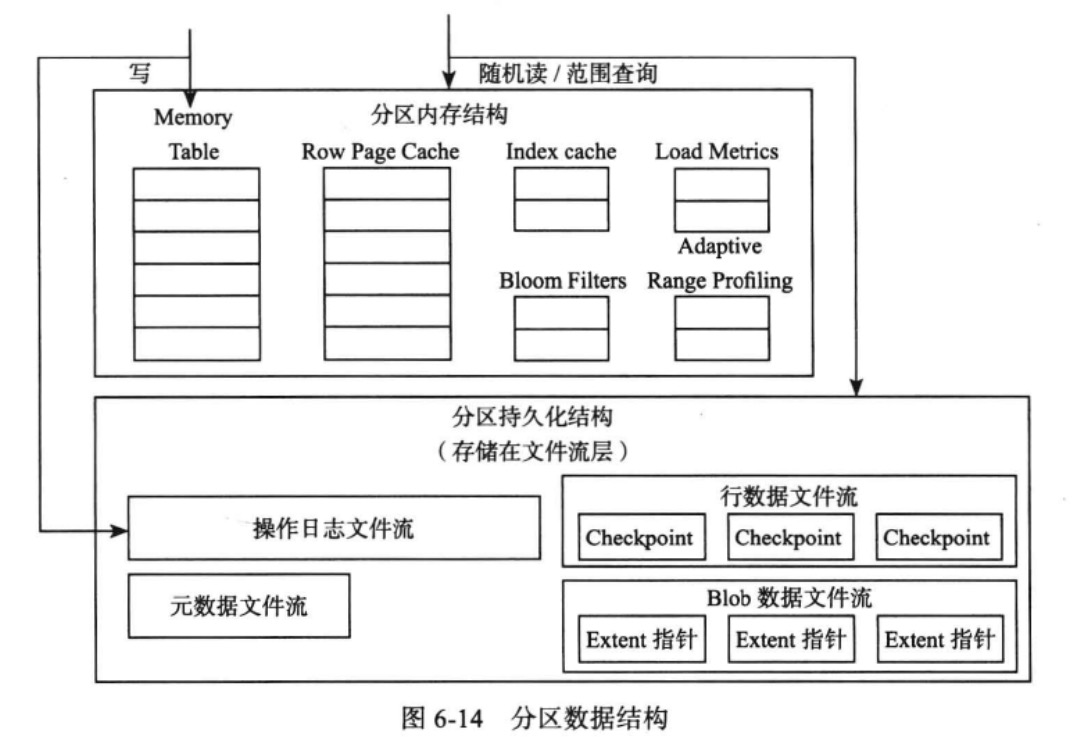 写
随机读 / 范围查询
分区内存结构
Memory
Table
Row Page Cache
Index cache
Load Metrics
Bloom Filters
Adaptive
Range Profiling
分区持久化结构
（存储在文件流层）
操作日志文件流
元数据文件流
行数据文件流
Checkpoint
Checkpoint
Checkpoint
Blob 数据文件流
Extent 指针
Extent 指针
Extent 指针
图 6-14 分区数据结构